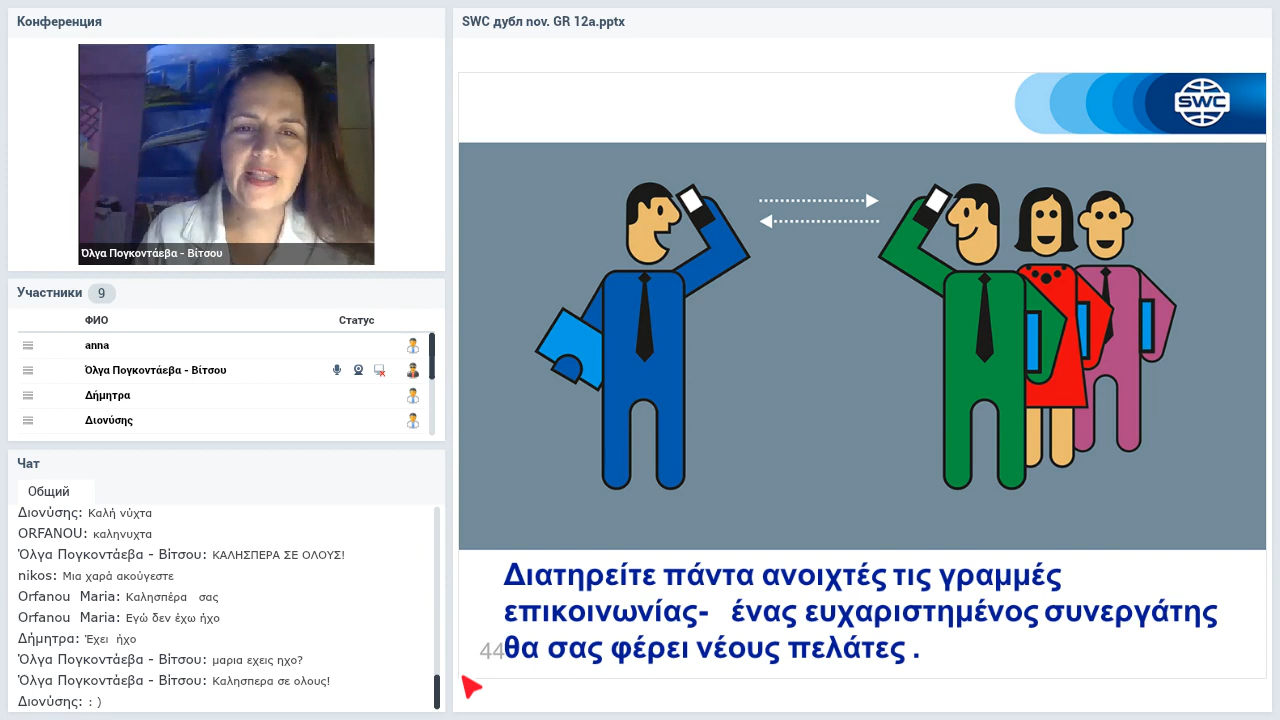 Конференция
Όλγα Πογκοντάεβα - Βίτσου
Участники 9
ФИО Статус
anna
Όλγα Πογκοντάεβα - Βίτσου
Δήμητρα
Διονύσης
Чат
Общий
Διονύσης: Καλή νύχτα
ORFANOU: καληνυχτα
Όλγα Πογκοντάεβα - Βίτσου: ΚΑΛΗΣΠΕΡΑ ΣΕ ΟΛΟΥΣ!
nikos: Μια χαρά ακούγεστε
Orfanou Maria: Καλησπέρα σας
Orfanou Maria: Εγώ δεν έχω ήχο
Δήμητρα: Έχει ήχο
Όλγα Πογκοντάεβα - Βίτσου: μαρια εχεις ηχο?
Όλγα Πογκοντάεβα - Βίτσου: Καλησπερα σε ολους!
Διονύσης: : )
SWC дубл nov. GR 12a.pptx
SWC
Διατηρείτε πάντα ανοιχτές τις γραμμές
επικοινωνίας- ένας ευχαριστημένος συνεργάτης
θα σας φέρει νέους πελάτες .
44